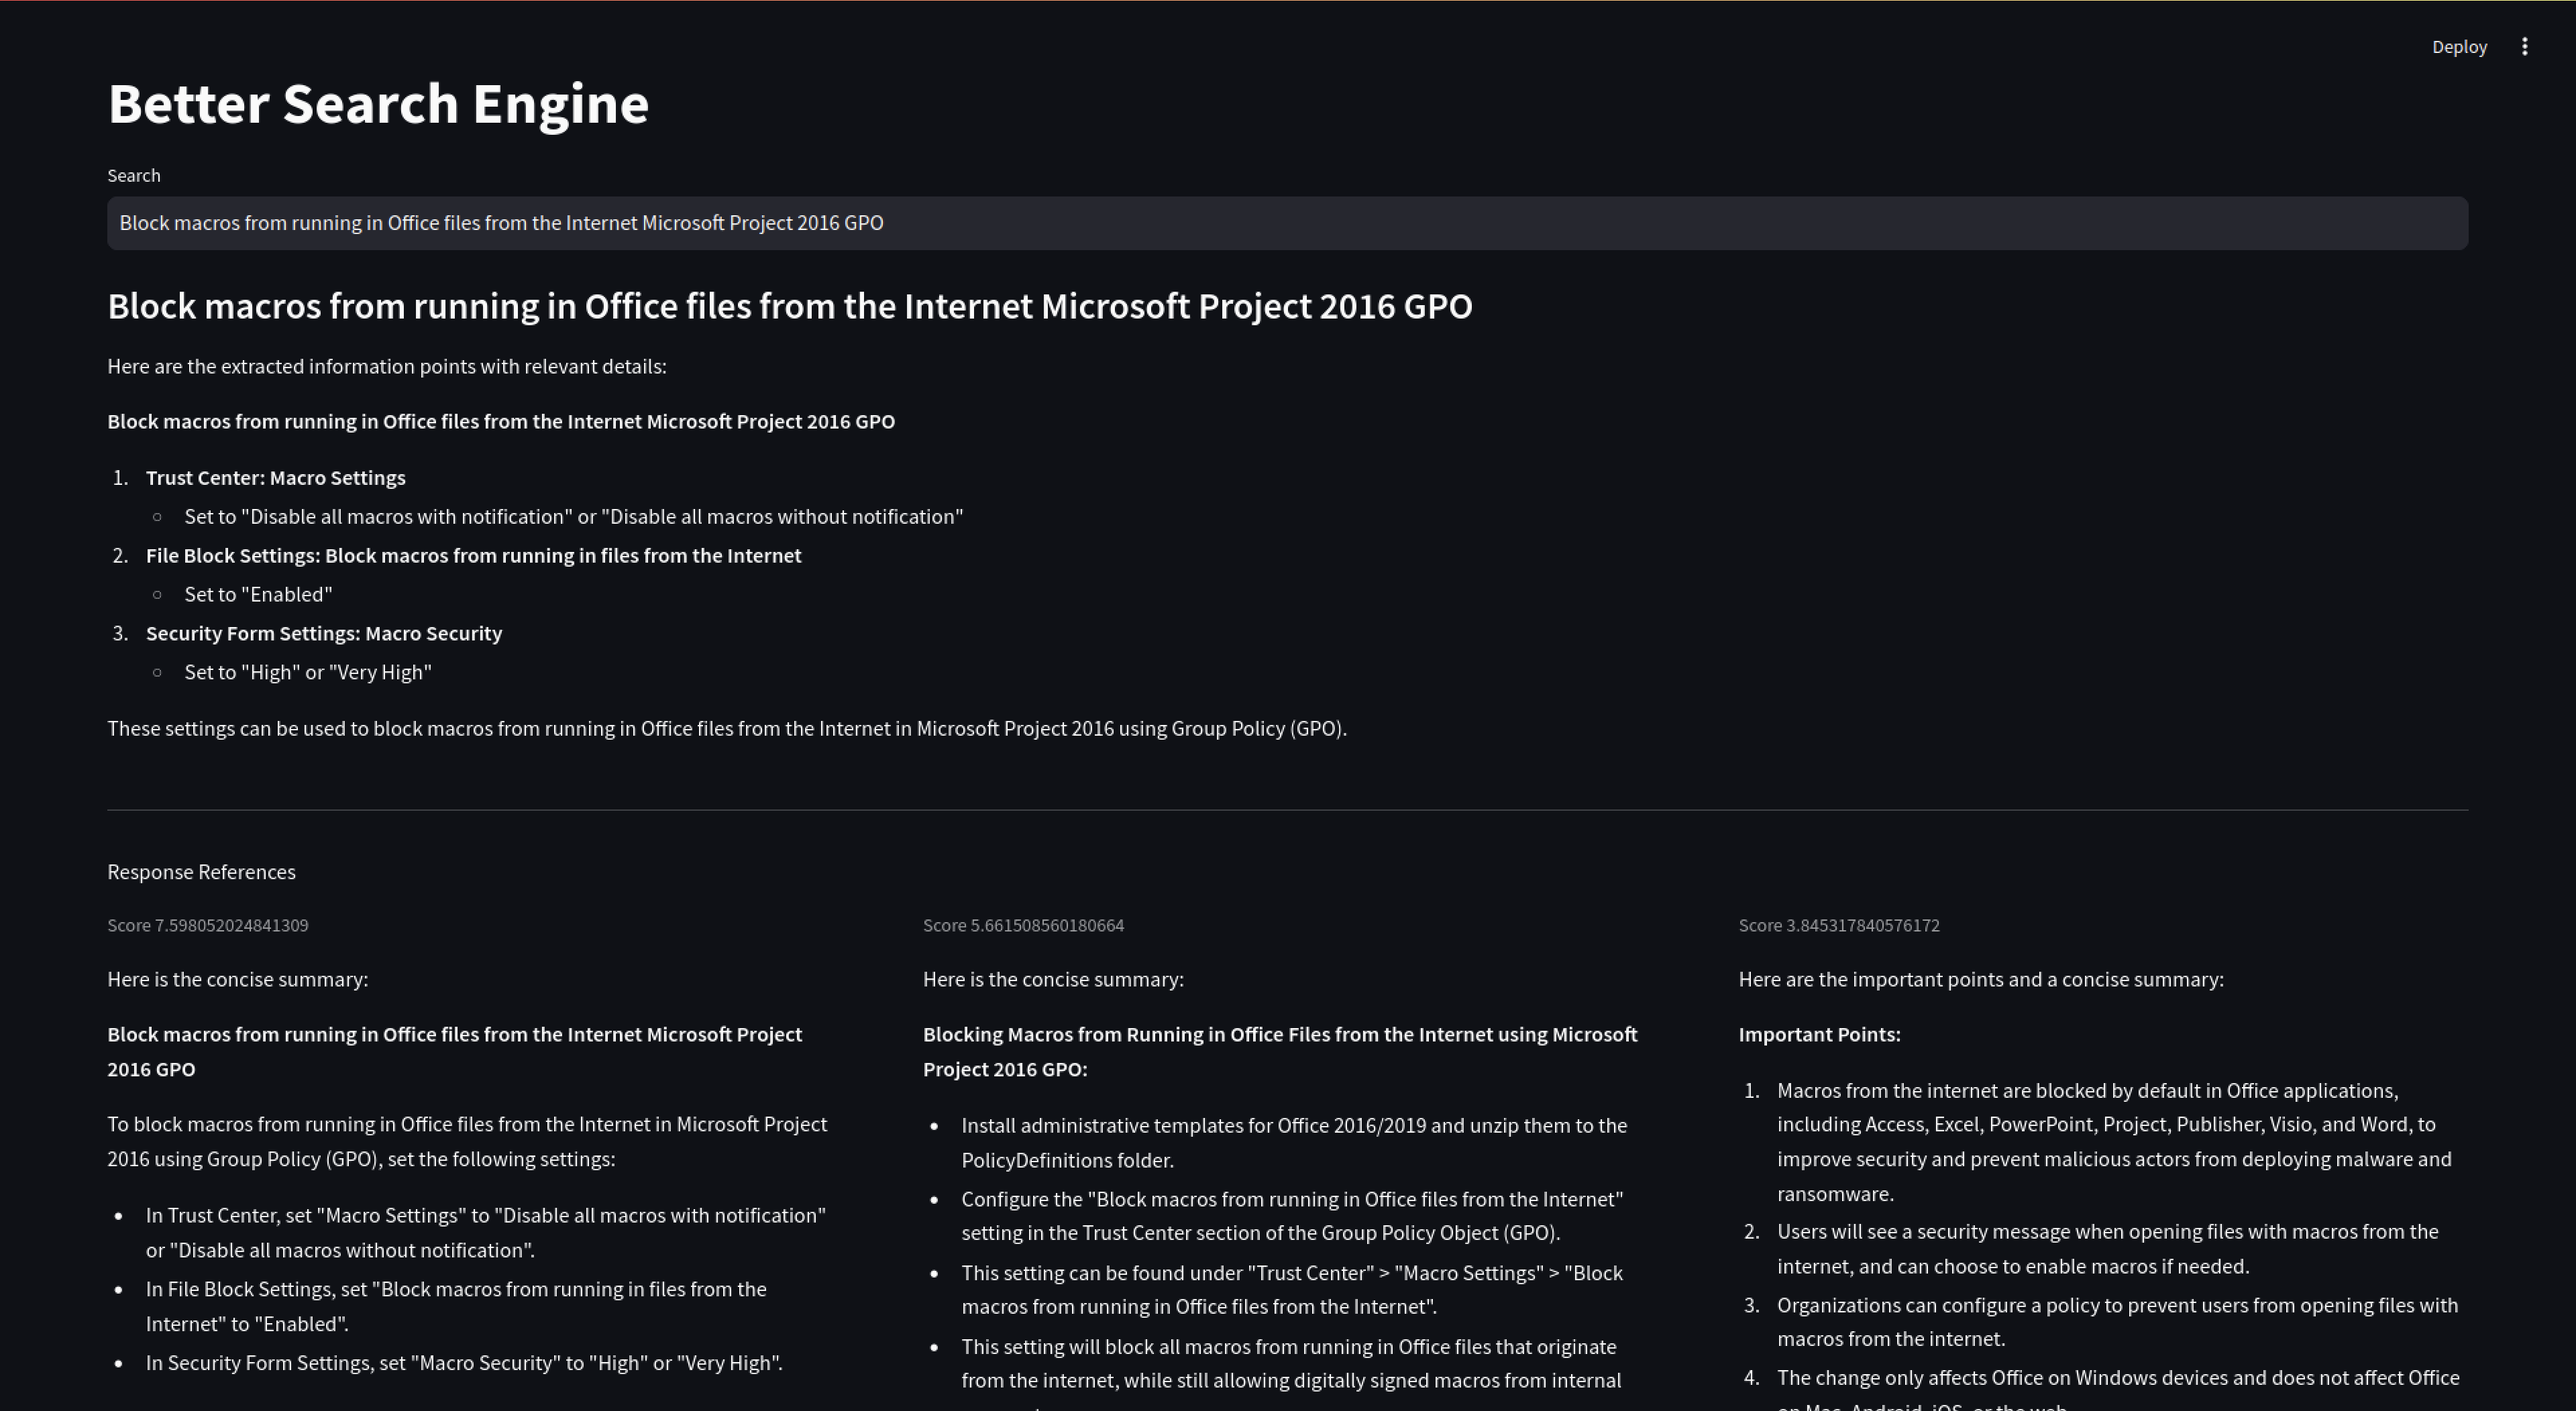 Deploy
Better Search Engine
Search
Block macros from running in Office files from the Internet Microsoft Project 2016 GPO
Block macros from running in Office files from the Internet Microsoft Project 2016 GPO
Here are the extracted information points with relevant details:
Block macros from running in Office files from the Internet Microsoft Project 2016 GPO
1. Trust Center: Macro Settings
○ Set to "Disable all macros with notification" or "Disable all macros without notification"
2. File Block Settings: Block macros from running in files from the Internet
○ Set to "Enabled"
3. Security Form Settings: Macro Security
○ Set to "High" or "Very High"
These settings can be used to block macros from running in Office files from the Internet in Microsoft Project 2016 using Group Policy (GPO).
Response References
Score 7.598052024841309
Here is the concise summary:
Block macros from running in Office files from the Internet Microsoft Project
2016 GPO
To block macros from running in Office files from the Internet in Microsoft Project
2016 using Group Policy (GPO), set the following settings:
• In Trust Center, set "Macro Settings" to "Disable all macros with notification"
or "Disable all macros without notification".
• In File Block Settings, set "Block macros from running in files from the
Internet" to "Enabled".
• In Security Form Settings, set "Macro Security" to "High" or "Very High".
Score 5.661508560180664
Here is the concise summary:
Blocking Macros from Running in Office Files from the Internet using Microsoft
Project 2016 GPO:
• Install administrative templates for Office 2016/2019 and unzip them to the
PolicyDefinitions folder.
• Configure the "Block macros from running in Office files from the Internet"
setting in the Trust Center section of the Group Policy Object (GPO).
• This setting can be found under "Trust Center" > "Macro Settings" > "Block
macros from running in Office files from the Internet".
• This setting will block all macros from running in Office files that originate
from the internet, while still allowing digitally signed macros from internal
Score 3.845317840576172
Here are the important points and a concise summary:
Important Points:
1. Macros from the internet are blocked by default in Office applications,
including Access, Excel, PowerPoint, Project, Publisher, Visio, and Word, to
improve security and prevent malicious actors from deploying malware and
ransomware.
2. Users will see a security message when opening files with macros from the
internet, and can choose to enable macros if needed.
3. Organizations can configure a policy to prevent users from opening files with
macros from the internet.
4. The change only affects Office on Windows devices and does not affect Office
on Mac, Android, iOS, or the web.